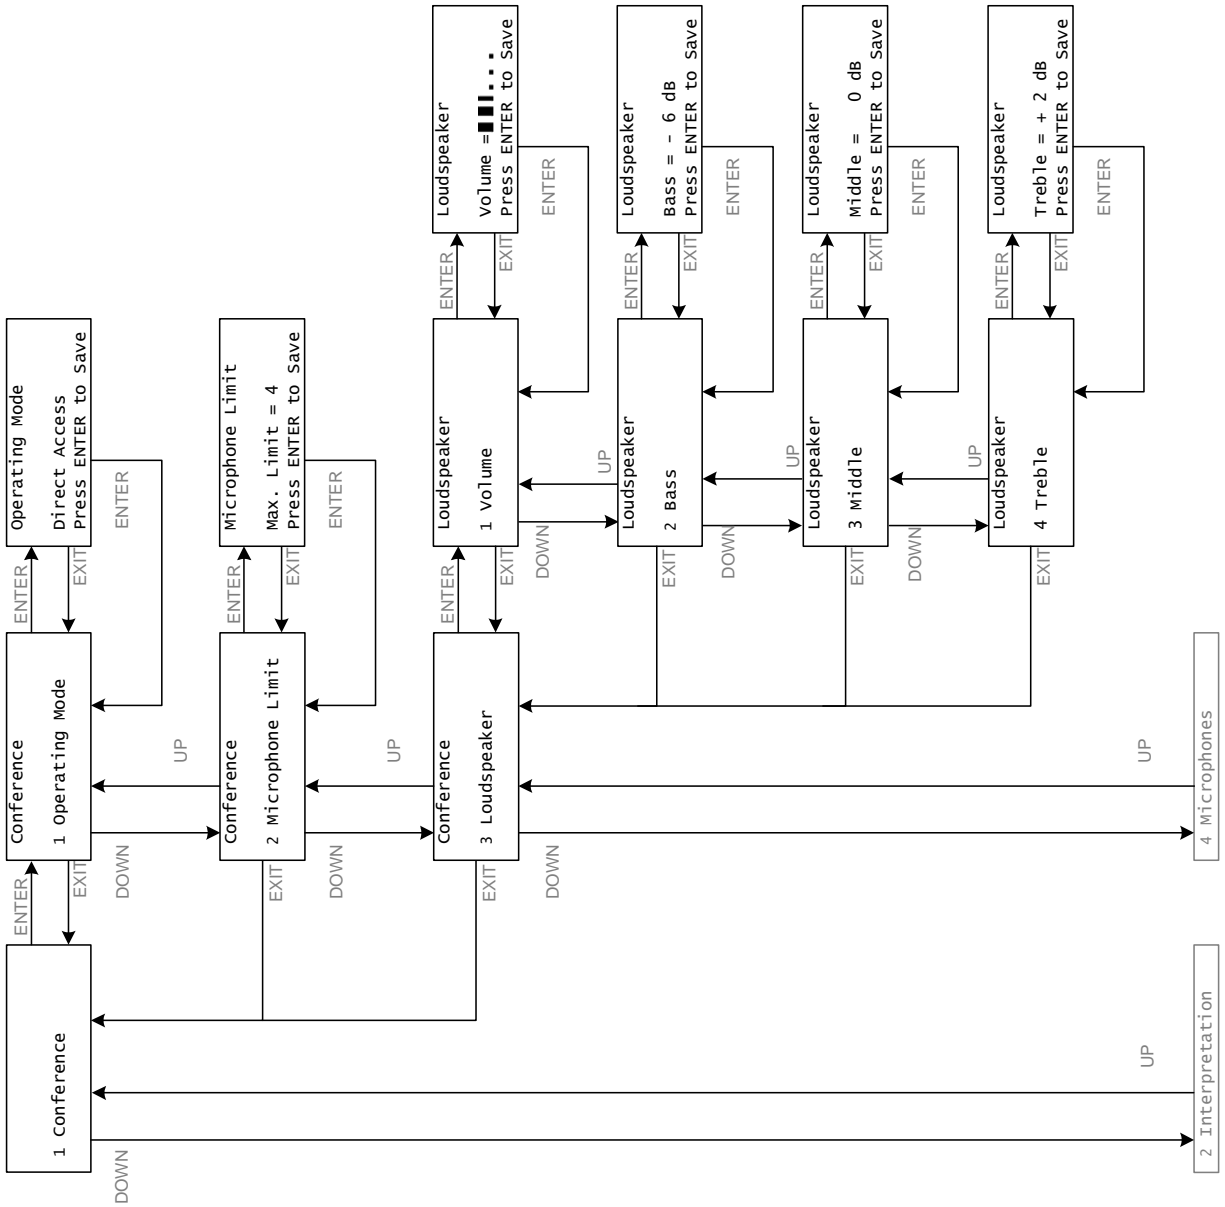 1 Conference
DOWN
ENTER
EXIT
UP
2 Interpretation
Conference
1 Operating Mode
ENTER
EXIT
DOWN
UP
Operating Mode
Direct Access
Press ENTER to Save
ENTER
Conference
2 Microphone Limit
ENTER
EXIT
EXIT
DOWN
UP
Microphone Limit
Max. Limit = 4
Press ENTER to Save
ENTER
Conference
3 Loudspeaker
ENTER
EXIT
EXIT
DOWN
UP
4 Microphones
Loudspeaker
1 Volume
ENTER
EXIT
DOWN
UP
Loudspeaker
Volume =
Press ENTER to Save
ENTER
Loudspeaker
2 Bass
ENTER
EXIT
EXIT
DOWN
UP
Loudspeaker
Bass = - 6 dB
Press ENTER to Save
ENTER
Loudspeaker
3 Middle
ENTER
EXIT
EXIT
DOWN
UP
Loudspeaker
Middle = 0 dB
Press ENTER to Save
ENTER
Loudspeaker
4 Treble
ENTER
EXIT
EXIT
Loudspeaker
Treble = + 2 dB
Press ENTER to Save
ENTER